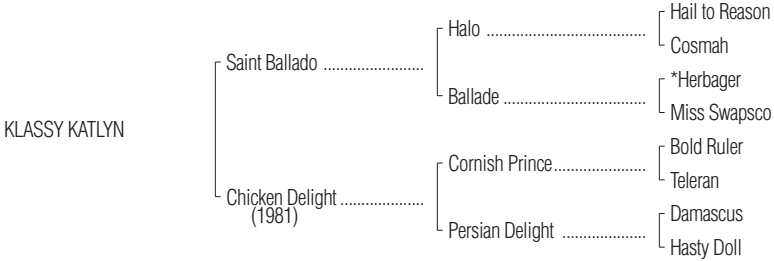 Hail to Reason
Halo ......................................
Cosmah
Saint Ballado ........................
*Herbager
Ballade ..................................
Miss Swapsco
KLASSY KATLYN
Bold Ruler
Cornish Prince......................
Teleran
Chicken Delight ....................
(1981)
Damascus
Persian Delight ....................
Hasty Doll